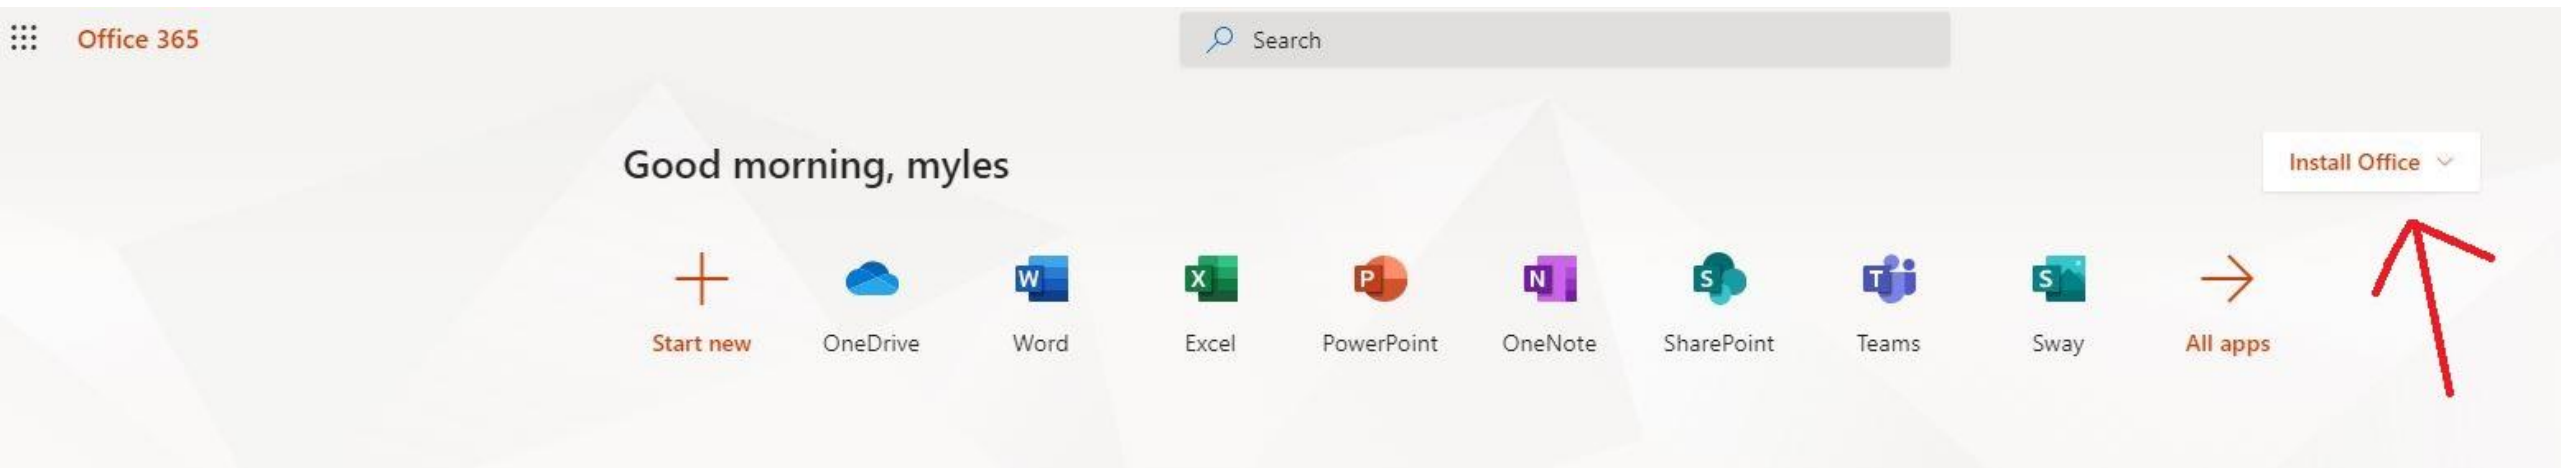 Office 365
Search
Good morning, myles
Install Office
W
X
P
N
S
T
S
Start new
OneDrive
Word
Excel
PowerPoint
OneNote
SharePoint
Teams
Sway
All apps